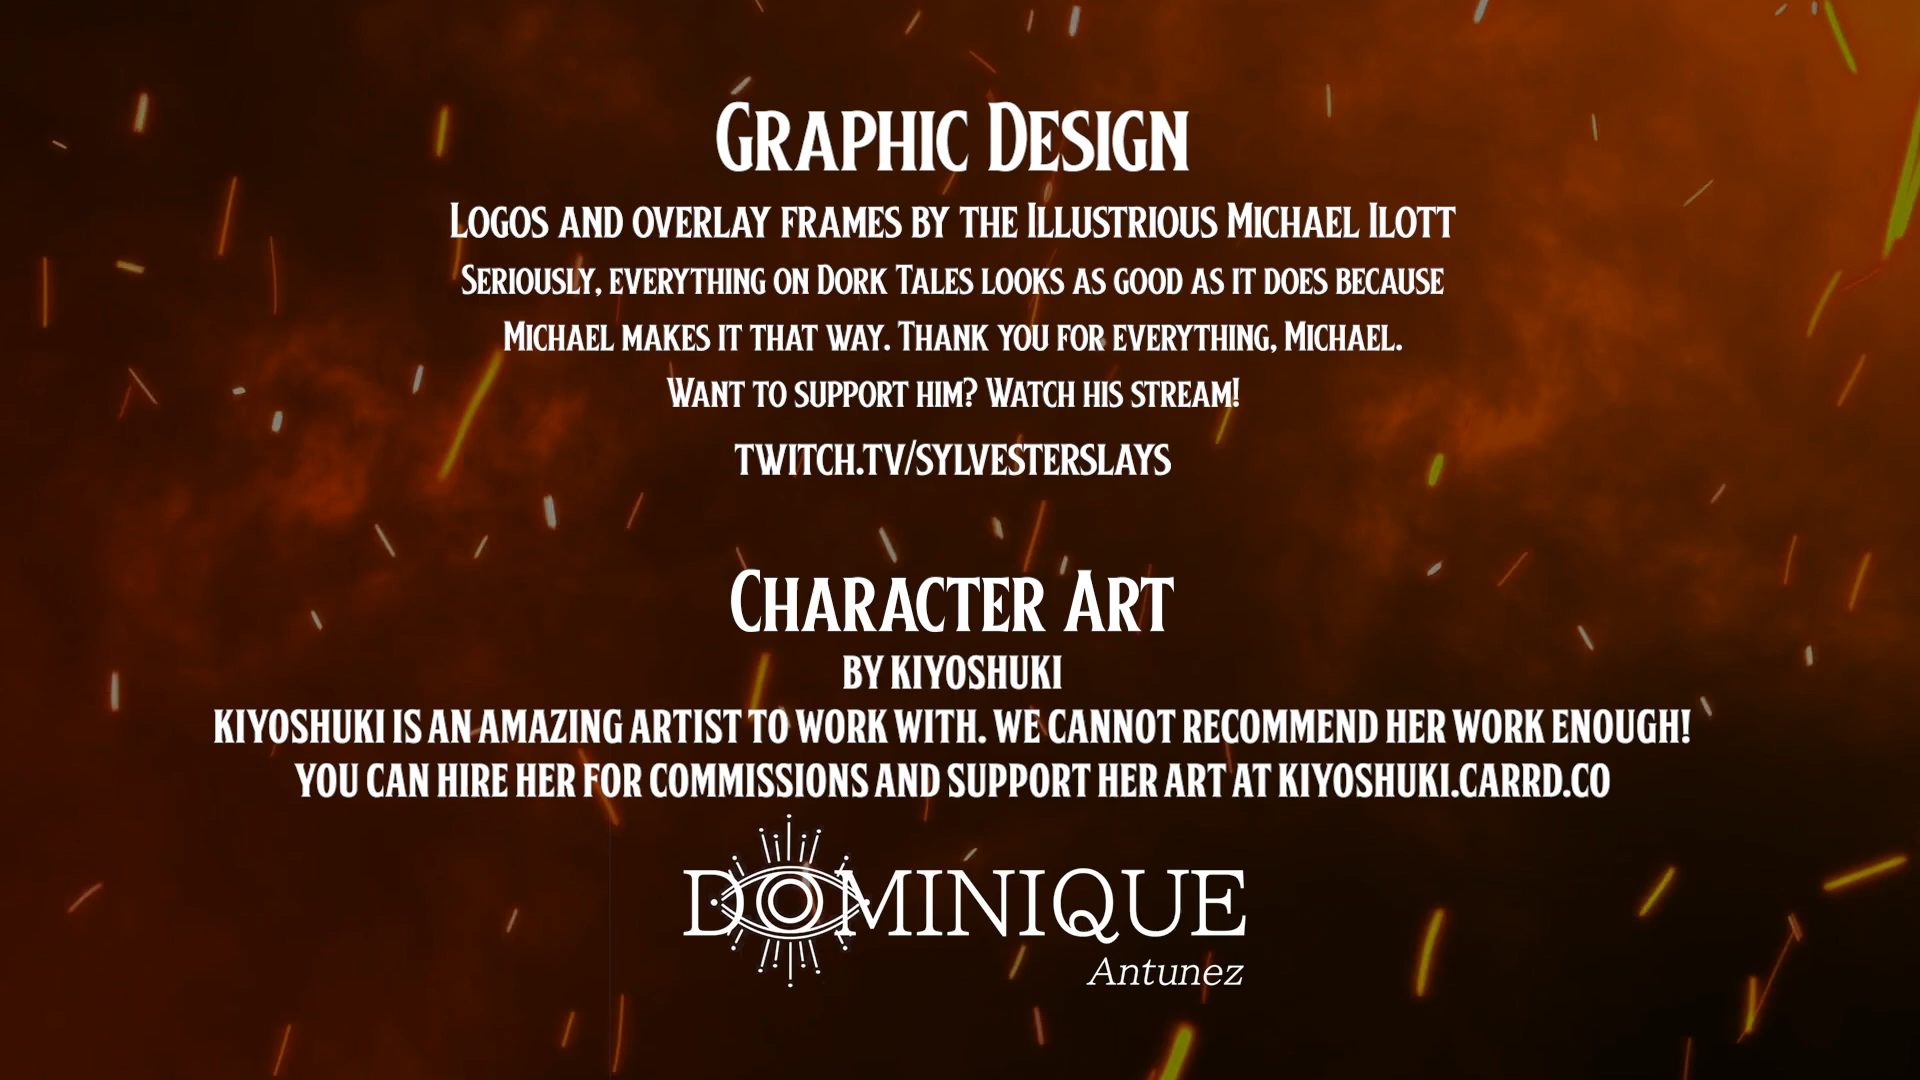 Graphic Design
Logos and overlay frames by the Illustrious Michael Ilott
Seriously, everything on Dork Tales looks as good as it does because
Michael makes it that way. Thank you for everything, Michael.
Want to support him? Watch his stream!
twitch.tv/sylvesterslays
Character Art
BY KIYOSHUKI
KIYOSHUKI IS AN AMAZING ARTIST TO WORK WITH. WE CANNOT RECOMMEND HER WORK ENOUGH!
YOU CAN HIRE HER FOR COMMISSIONS AND SUPPORT HER ART AT KIYOSHUKI.CARRD.CO
DOMINIQUE
Antunez